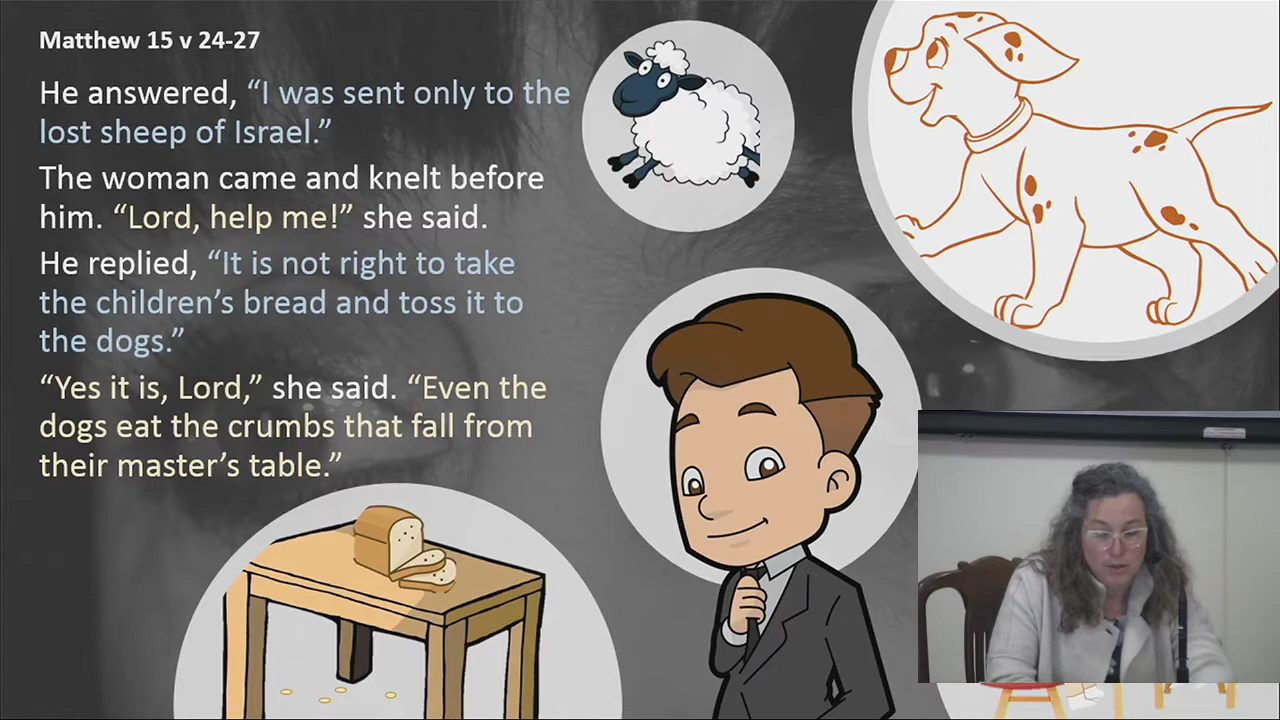 Matthew 15 v 24-27
He answered, “I was sent only to the
lost sheep of Israel.”
The woman came and knelt before
him. “Lord, help me!” she said.
He replied, “It is not right to take
the children’s bread and toss it to
the dogs.”
“Yes it is, Lord,” she said. “Even the
dogs eat the crumbs that fall from
their master’s table.”